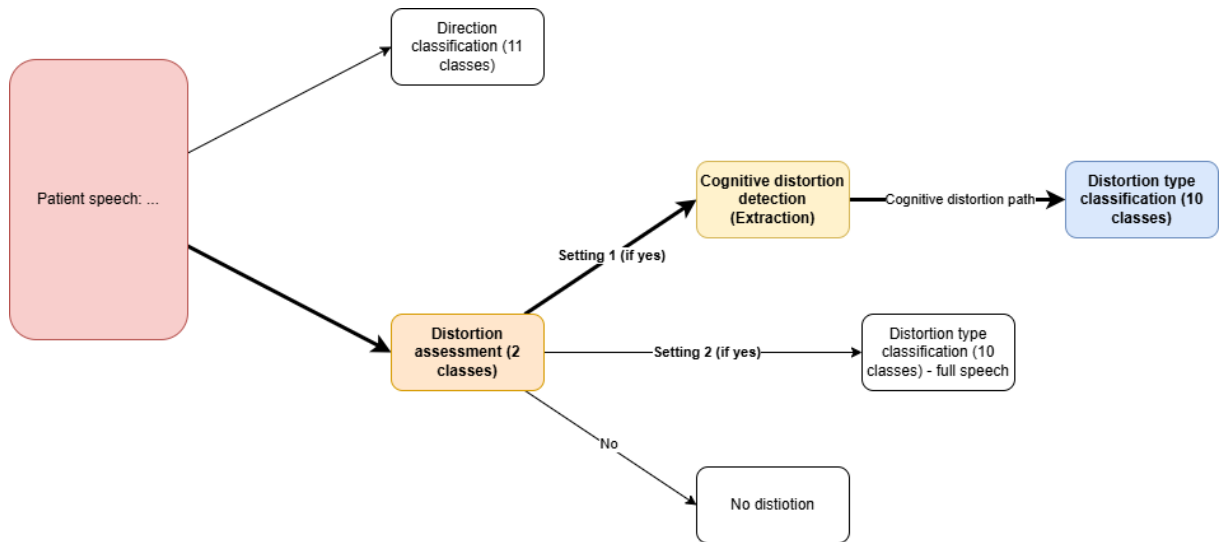 Direction
classification (11
classes)
Patient speech: ...
Cognitive distortion
detection
(Extraction)
Cognitive distortion path
Distortion type
classification (10
classes)
Setting 1 (if yes)
Distortion
assessment (2
classes)
Setting 2 (if yes)
Distortion type
classification (10
classes) - full speech
No
No distiotion